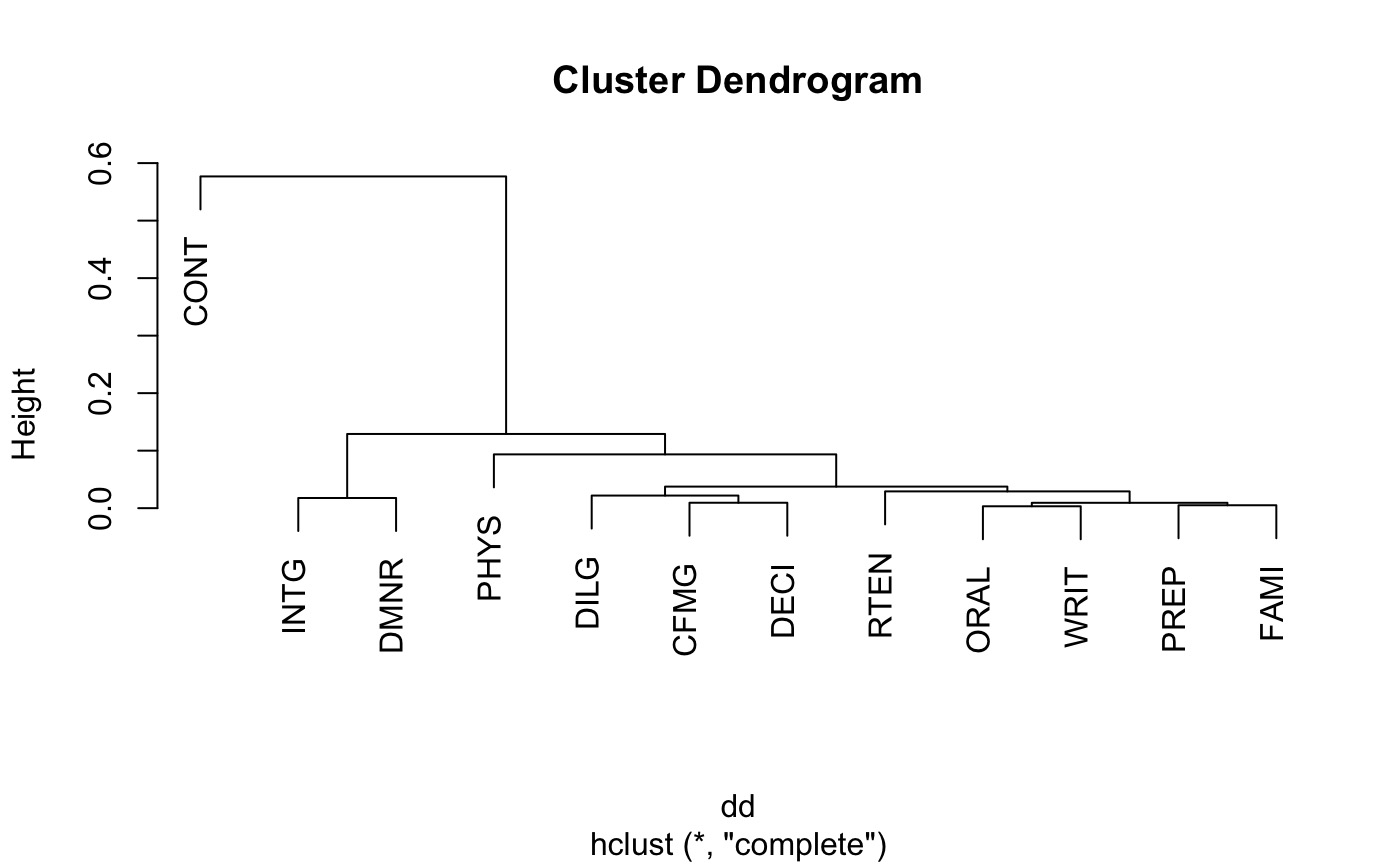 Cluster Dendrogram
Height
0.0
0.2
0.4
0.6
CONT
INTG
DMNR
PHYS
DILG
CFMG
DECI
RTEN
ORAL
WRIT
PREP
FAMI
dd
hclust (*, "complete")